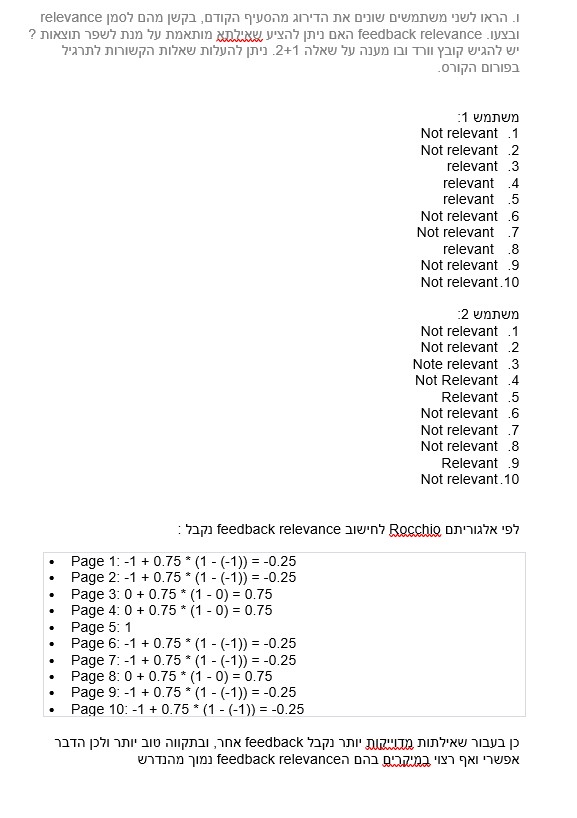 ו. הראו לשני משתמשים שונים את הדירוג מהסעיף הקודם, בקשן מהם לסמן relevance
ובצעו. feedback relevance האם ניתן להציע שאילתא מותאמת על מנת לשפר תוצאות ?
יש להגיש קובץ וורד ובו מענה על שאלה 2+1. ניתן להעלות שאלות הקשורות לתרגיל
בפורום הקורס.
משתמש 1:
1. Not relevant
2. Not relevant
3. relevant
4. relevant
5. relevant
6. Not relevant
7. Not relevant
8. relevant
9. Not relevant
10. Not relevant
משתמש 2:
1. Not relevant
2. Not relevant
3. Note relevant
4. Not Relevant
5. Relevant
6. Not relevant
7. Not relevant
8. Not relevant
9. Relevant
10. Not relevant
לפי אלגוריתם Rocchio לחישוב feedback relevance נקבל :
• Page 1: -1 + 0.75 * (1 - (-1)) = -0.25
• Page 2: -1 + 0.75 * (1 - (-1)) = -0.25
• Page 3: 0 + 0.75 * (1 - 0) = 0.75
• Page 4: 0 + 0.75 * (1 - 0) = 0.75
• Page 5: 1
• Page 6: -1 + 0.75 * (1 - (-1)) = -0.25
• Page 7: -1 + 0.75 * (1 - (-1)) = -0.25
• Page 8: 0 + 0.75 * (1 - 0) = 0.75
• Page 9: -1 + 0.75 * (1 - (-1)) = -0.25
• Page 10: -1 + 0.75 * (1 - (-1)) = -0.25
כן בעבור שאילתות מדוייקות יותר נקבל feedback אחר, ובתקווה טוב יותר ולכן הדבר
אפשרי ואף רצוי במיקרים בהם הfeedback relevance נמוך מהנדרש